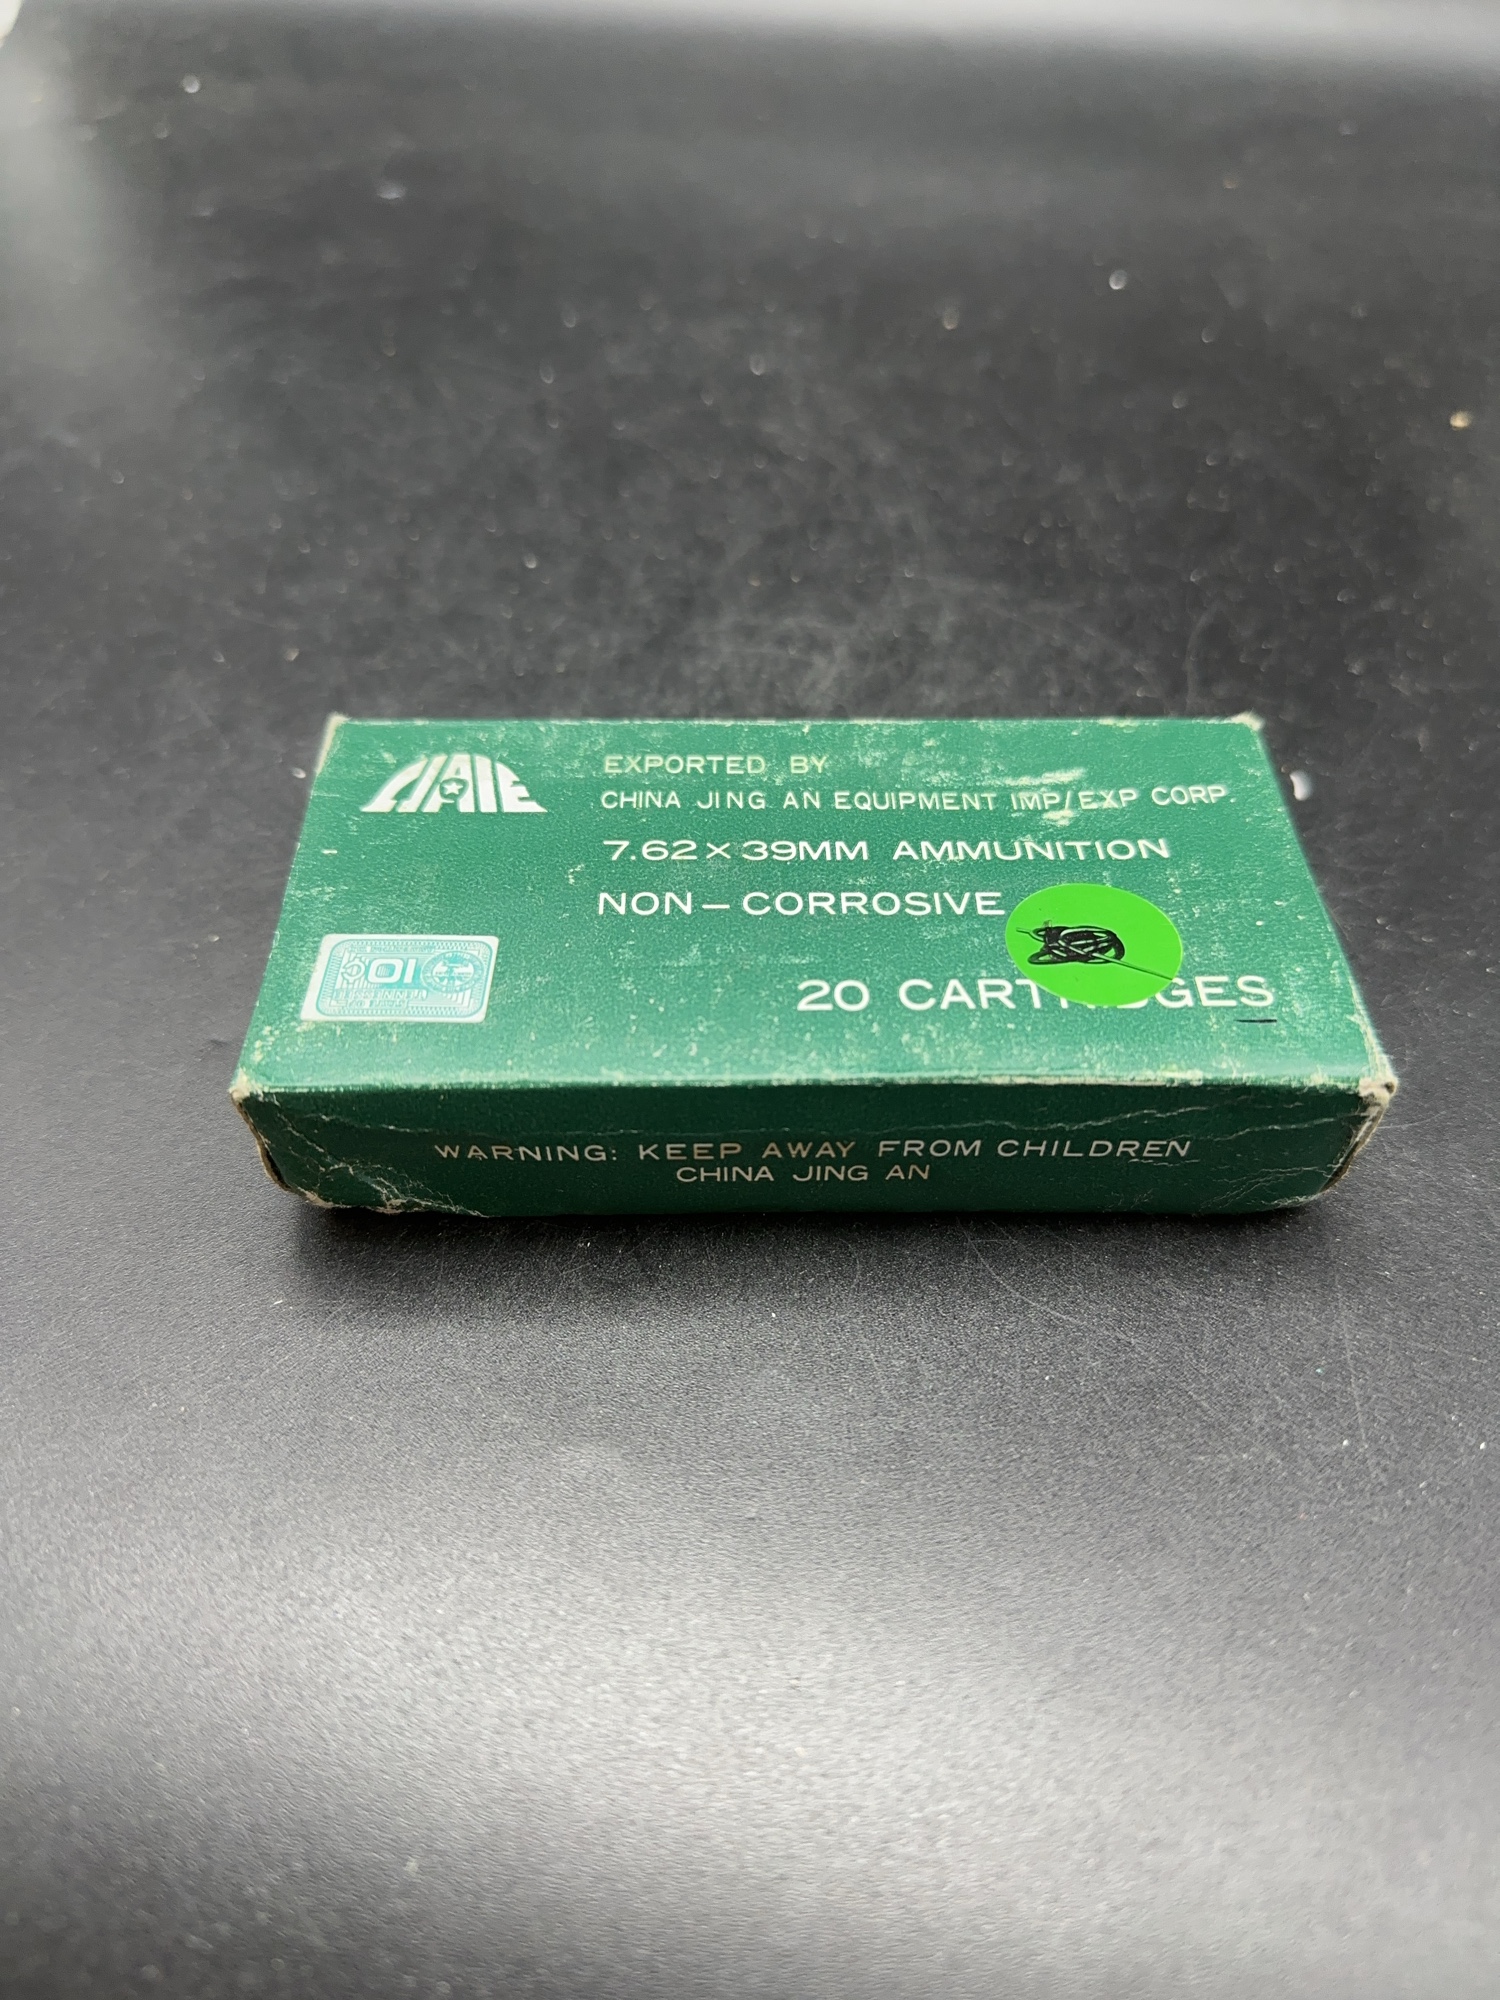 EXPORTED BY
CHINA JING AN EQUIPMENT IMP/EXP CORP.
7.62×39MM AMMUNITION
NON–CORROSIVE
20
WARNING: KEEP AWAY FROM CHILDREN
CHINA JING AN